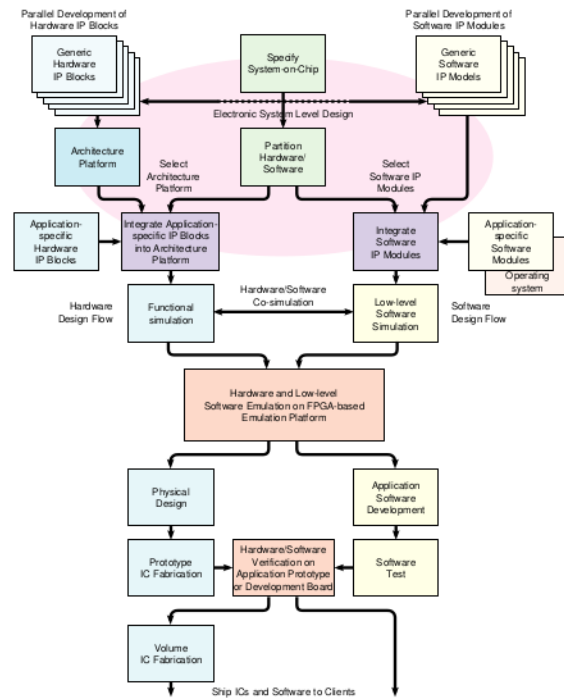 Parallel Development of
Hardware IP Blocks
Parallel Development of
Software IP Modules
Generic
Hardware
IP Blocks
Specify
System-on-Chip
Generic
Software
IP Models
Electronic System Level Design
Architecture
Platform
Select
Architecture
Platform
Partition
Hardware/
Software
Select
Software IP
Modules
Application-
specific
Hardware
IP Blocks
Integrate Application-
specific IP Blocks
into Architecture
Platform
Integrate
Software
IP Modules
Application-
specific
Software
Modules
Operating
system
Hardware
Design Flow
Functional
simulation
Hardware/Software
Co-simulation
Low-level
Software
Simulation
Software
Design Flow
Hardware and Low-level
Software Emulation on FPGA-based
Emulation Platform
Physical
Design
Application
Software
Development
Prototype
IC Fabrication
Hardware/Software
Verification on
Application Prototype
or Development Board
Software
Test
Volume
IC Fabrication
Ship ICs and Software to Clients